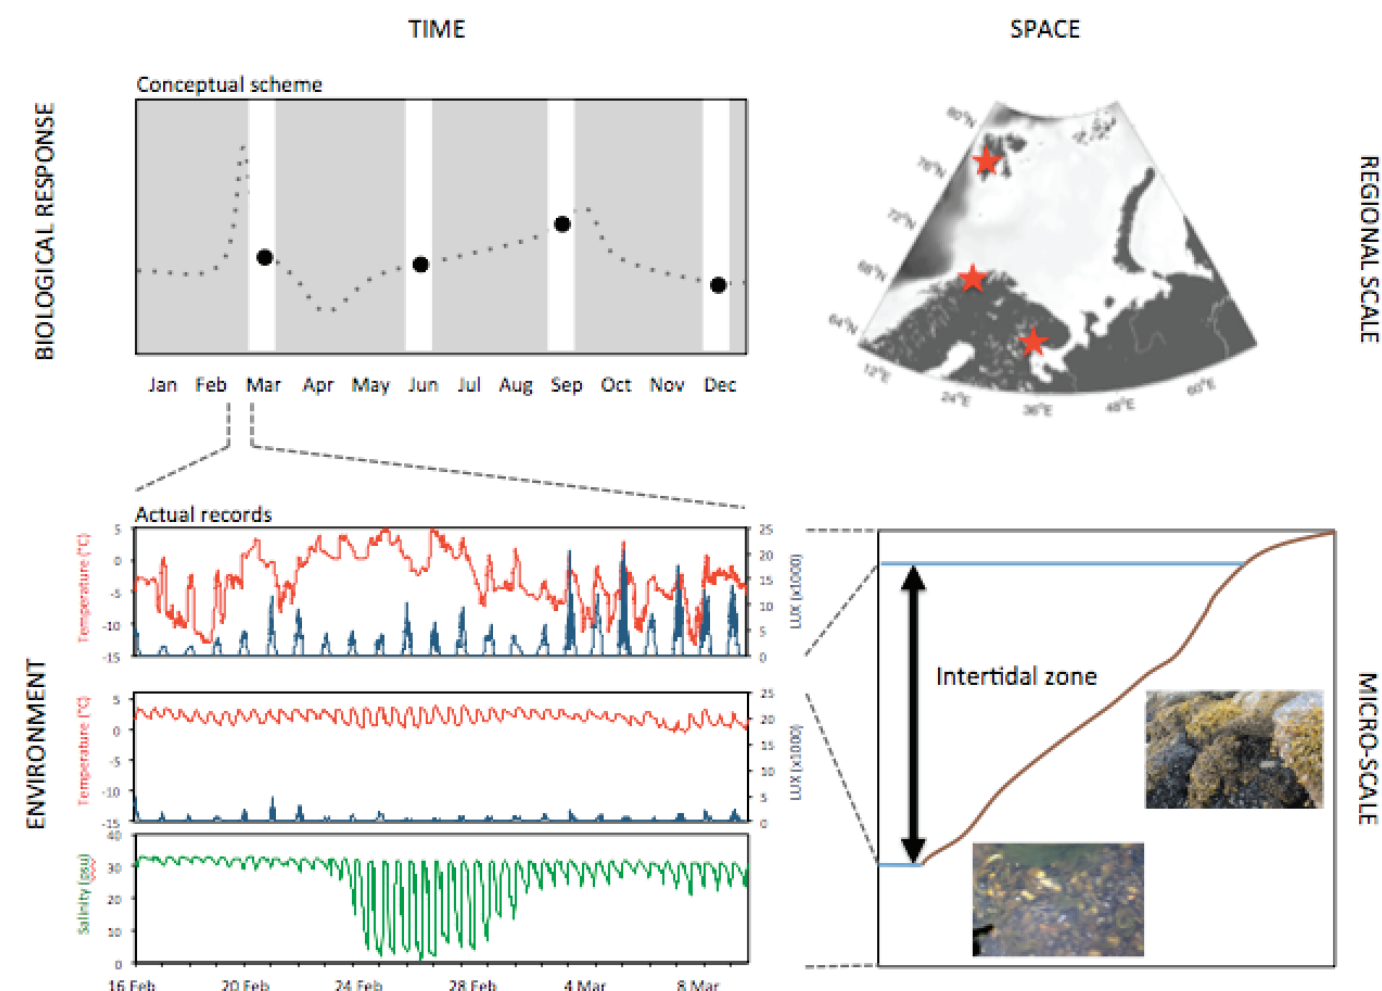 TIME
SPACE
Conceptual scheme
BIOLOGICAL RESPONSE
Jan Feb Mar Apr May Jun Jul Aug Sep Oct Nov Dec
80°N
76°N
72°N
68°N
64°N
12°E
24°E
36°E
48°E
60°E
REGIONAL SCALE
Actual records
ENVIRONMENT
Temperature (°C)
5
0
-5
-10
-15
25
20
15
10
5
0
LUX (x1000)
Temperature (°C)
5
0
-5
-10
-15
25
20
15
10
5
0
LUX (x1000)
Salinity (psu)
40
30
20
10
0
16 Feb 20 Feb 24 Feb 28 Feb 4 Mar 8 Mar
Intertidal zone
MICRO-SCALE